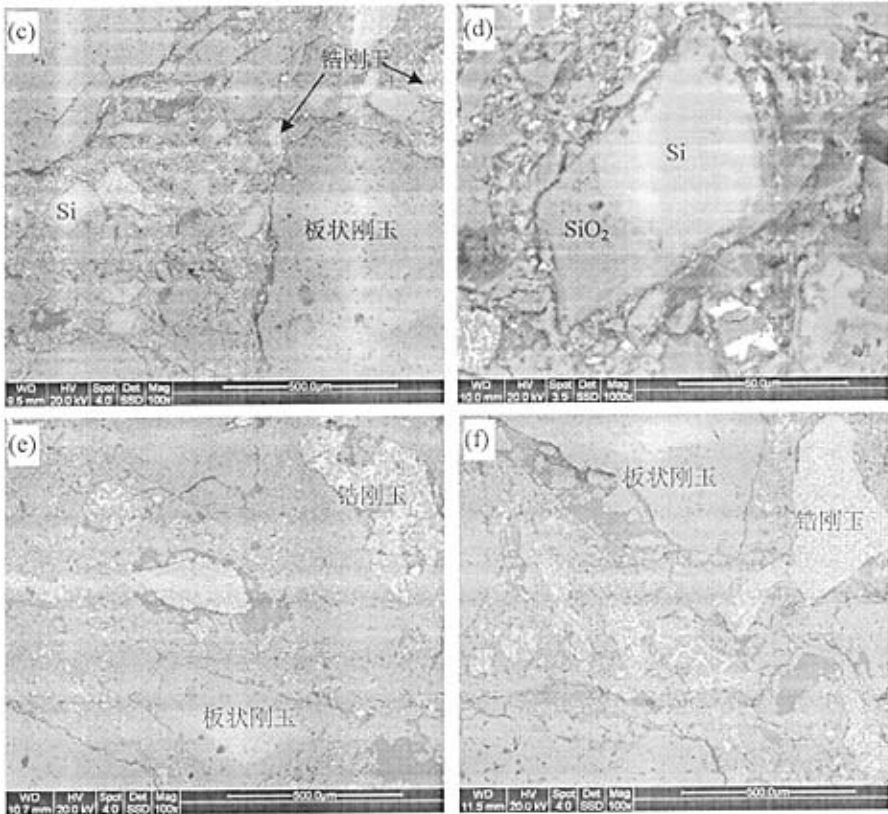 (c)
锆刚玉
Si
板状刚玉
WD HV Spot Det Mag
9.5 mm 20.0 kV 4.0 SSD 100x
500.0μm
(d)
Si
SiO₂
WD HV Spot Det Mag
10.0 mm 20.0 kV 3.5 SSD 1000x
50.0μm
(e)
锆刚玉
板状刚玉
WD HV Spot Det Mag
10.7 mm 20.0 kV 4.0 SSD 100x
500.0μm
(f)
板状刚玉
锆刚玉
WD HV Spot Det Mag
11.5 mm 20.0 kV 4.0 SSD 100x
500.0μm